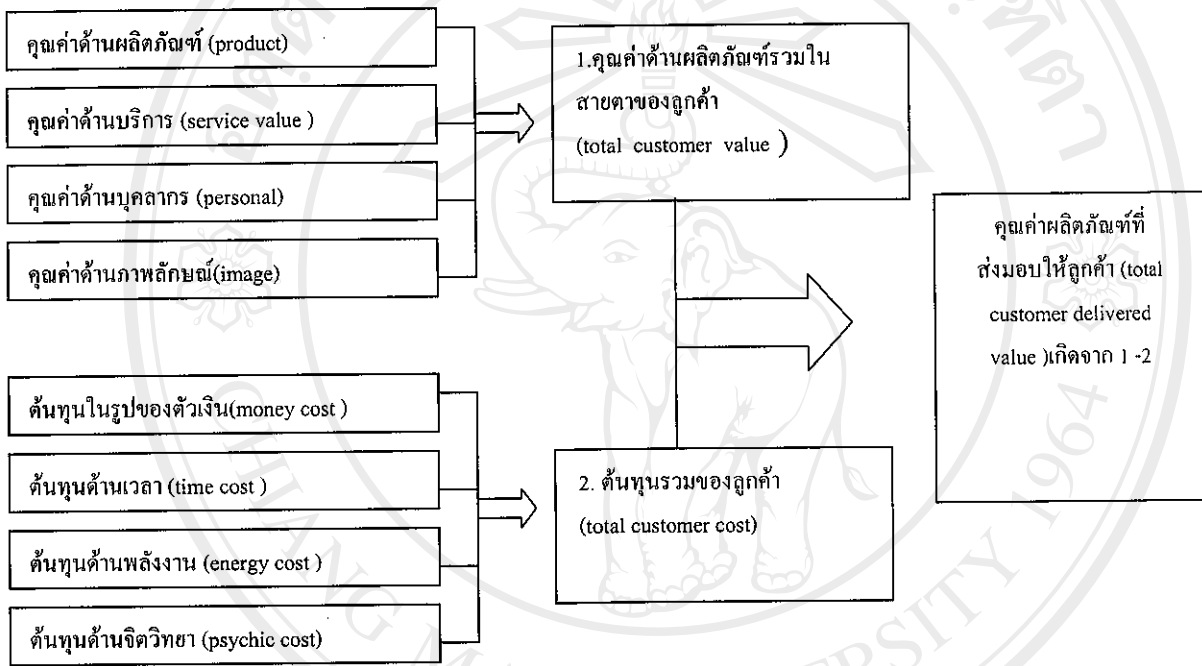 คุณค่าด้านผลิตภัณฑ์ (product)
คุณค่าด้านบริการ (service value )
คุณค่าด้านบุคลากร (personal)
คุณค่าด้านภาพลักษณ์(image)
1.คุณค่าด้านผลิตภัณฑ์รวมใน
สายตาของลูกค้า
(total customer value )
คุณค่าผลิตภัณฑ์ที่
ส่งมอบให้ลูกค้า (total
customer delivered
value )เกิดจาก 1 -2
ต้นทุนในรูปของตัวเงิน(money cost )
ต้นทุนด้านเวลา (time cost )
ต้นทุนด้านพลังงาน (energy cost )
ต้นทุนด้านจิตวิทยา (psychic cost)
2. ต้นทุนรวมของลูกค้า
(total customer cost)
1964